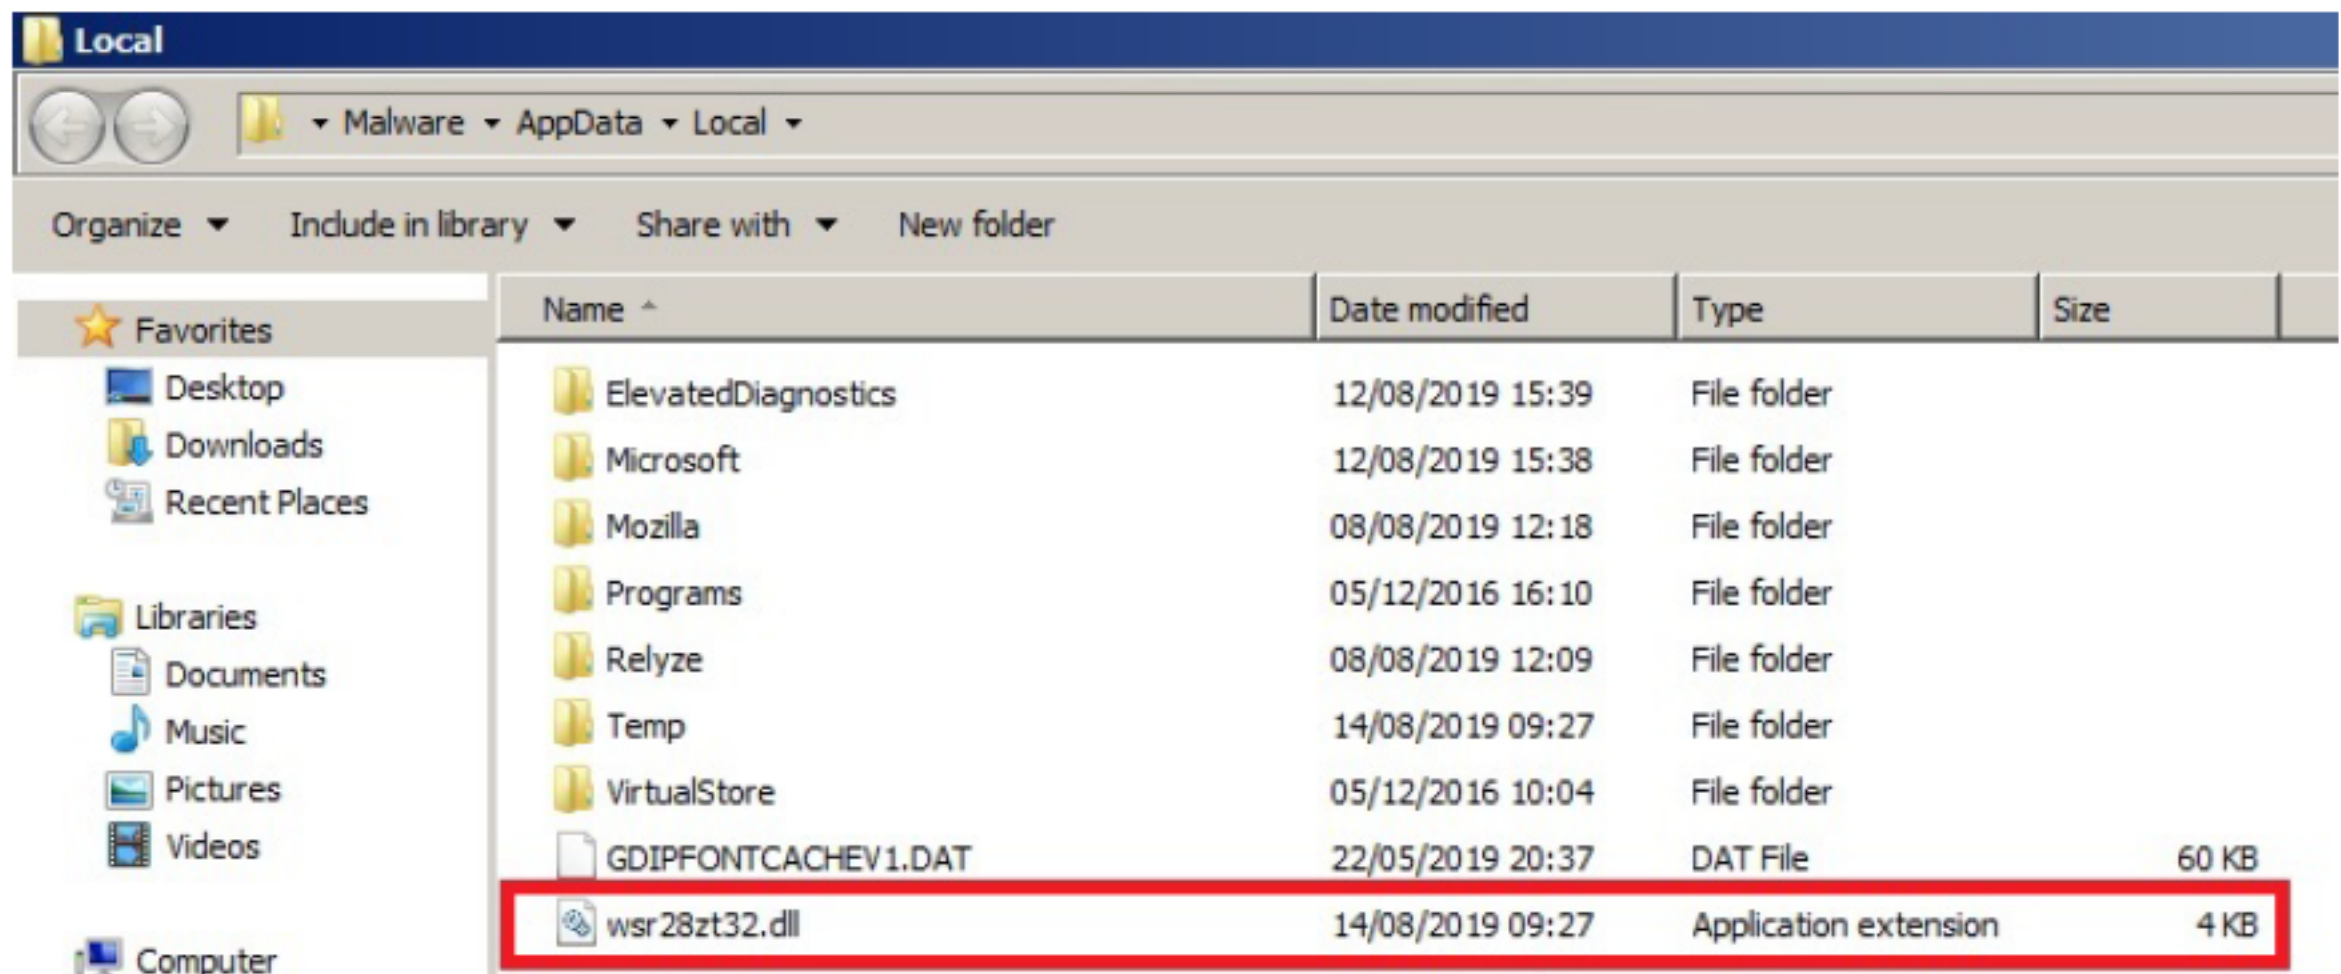 Local
Malware AppData Local
Organize Include in library Share with New folder
Favorites
Desktop
Downloads
Recent Places
Libraries
Documents
Music
Pictures
Videos
Computer
Name Date modified Type Size
ElevatedDiagnostics 12/08/2019 15:39 File folder
Microsoft 12/08/2019 15:38 File folder
Mozilla 08/08/2019 12:18 File folder
Programs 05/12/2016 16:10 File folder
Relyze 08/08/2019 12:09 File folder
Temp 14/08/2019 09:27 File folder
VirtualStore 05/12/2016 10:04 File folder
GDIPFONTCACHEV1.DAT 22/05/2019 20:37 DAT File 60 KB
wsr28zt32.dll 14/08/2019 09:27 Application extension 4 KB